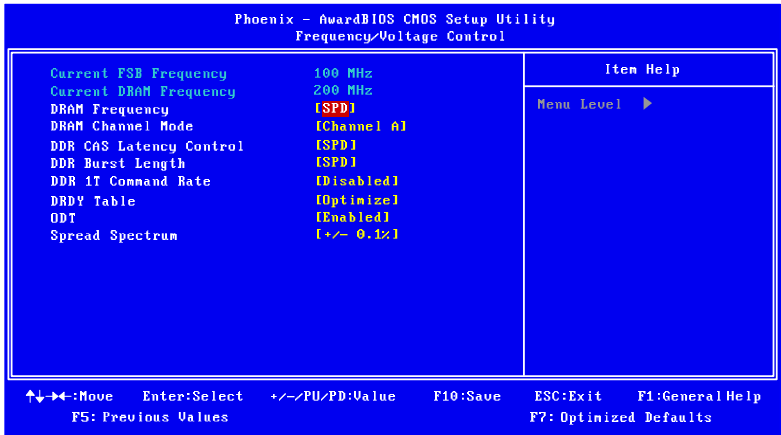 Phoenix - AwardBIOS CMOS Setup Utility
Frequency/Voltage Control
Current FSB Frequency 100 MHz
Current DRAM Frequency 200 MHz
DRAM Frequency [SPD]
DRAM Channel Mode [Channel A]
DDR CAS Latency Control [SPD]
DDR Burst Length [SPD]
DDR 1T Command Rate [Disabled]
DRDY Table [Optimize]
ODT [Enabled]
Spread Spectrum [+/- 0.1%]
Item Help
Menu Level ▶
↑↓→←:Move Enter:Select +/-/PU/PD:Value F10:Save ESC:Exit F1:General Help
F5: Previous Values F7: Optimized Defaults